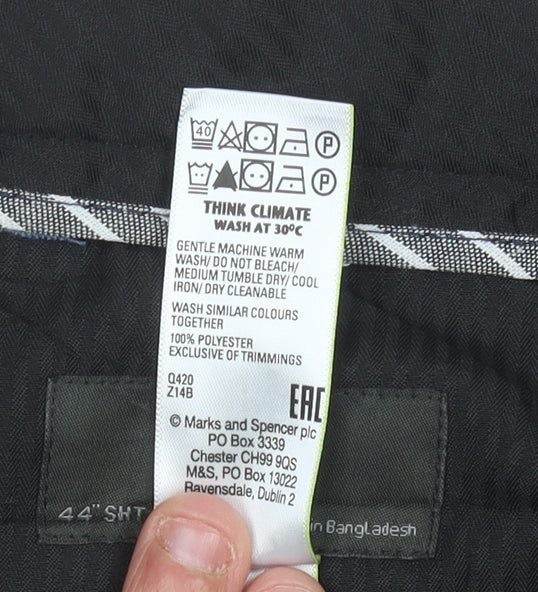 40 P
P
THINK CLIMATE
WASH AT 30ºC
GENTLE MACHINE WARM
WASH/ DO NOT BLEACH/
MEDIUM TUMBLE DRY/ COOL
IRON/ DRY CLEANABLE
WASH SIMILAR COLOURS
TOGETHER
100% POLYESTER
EXCLUSIVE OF TRIMMINGS
Q420
Z14B
EAC
© Marks and Spencer plc
PO Box 3339
Chester CH99 9QS
M&S, PO Box 13022
Ravensdale, Dublin 2
44" SHT
in Bangladesh